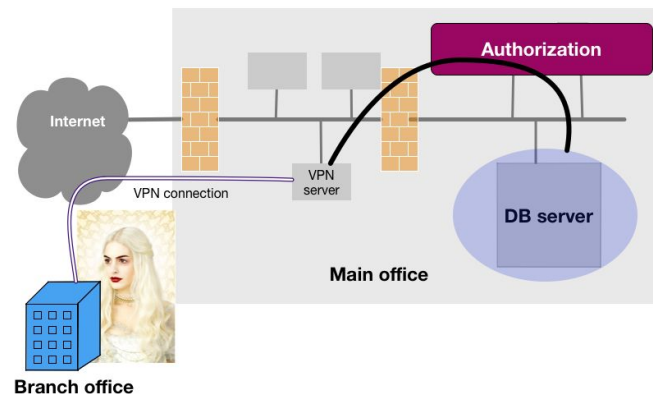 Authorization
Internet
VPN
server
VPN connection
DB server
Main office
Branch office